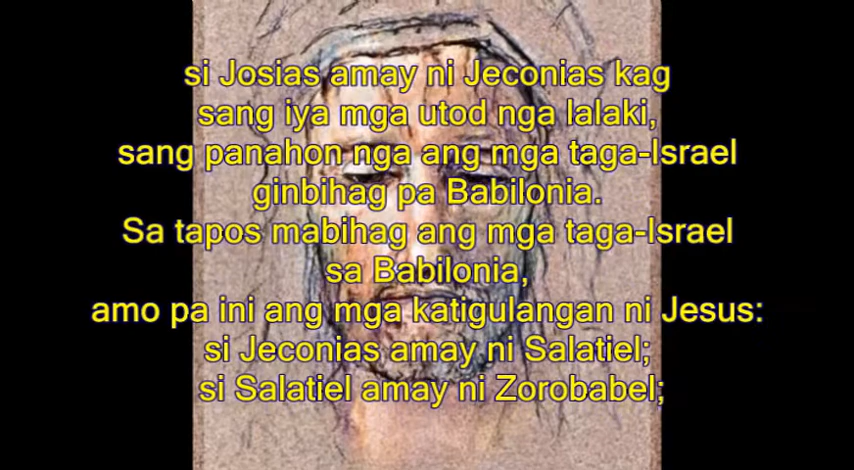 si Josias amay ni Jeconias kag
sang iya mga utod nga lalaki,
sang panahon nga ang mga taga-Israel
ginbihag pa Babilonia.
Sa tapos mabihag ang mga taga-Israel
sa Babilonia,
amo pa ini ang mga katigulangan ni Jesus:
si Jeconias amay ni Salatiel;
si Salatiel amay ni Zorobabel;